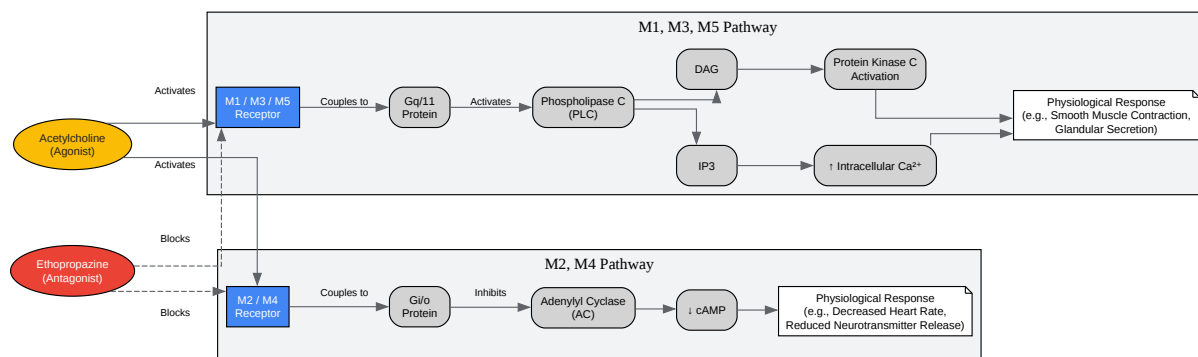 M1, M3, M5 Pathway
Activates
Acetylcholine
(Agonist)
Activates
M1 / M3 / M5
Receptor
Couples to
Gq/11
Protein
Activates
Phospholipase C
(PLC)
DAG
Protein Kinase C
Activation
IP3
↑ Intracellular Ca²⁺
Physiological Response
(e.g., Smooth Muscle Contraction,
Glandular Secretion)
Blocks
Ethopropazine
(Antagonist)
Blocks
M2, M4 Pathway
M2 / M4
Receptor
Couples to
Gi/o
Protein
Inhibits
Adenylyl Cyclase
(AC)
↓ cAMP
Physiological Response
(e.g., Decreased Heart Rate,
Reduced Neurotransmitter Release)